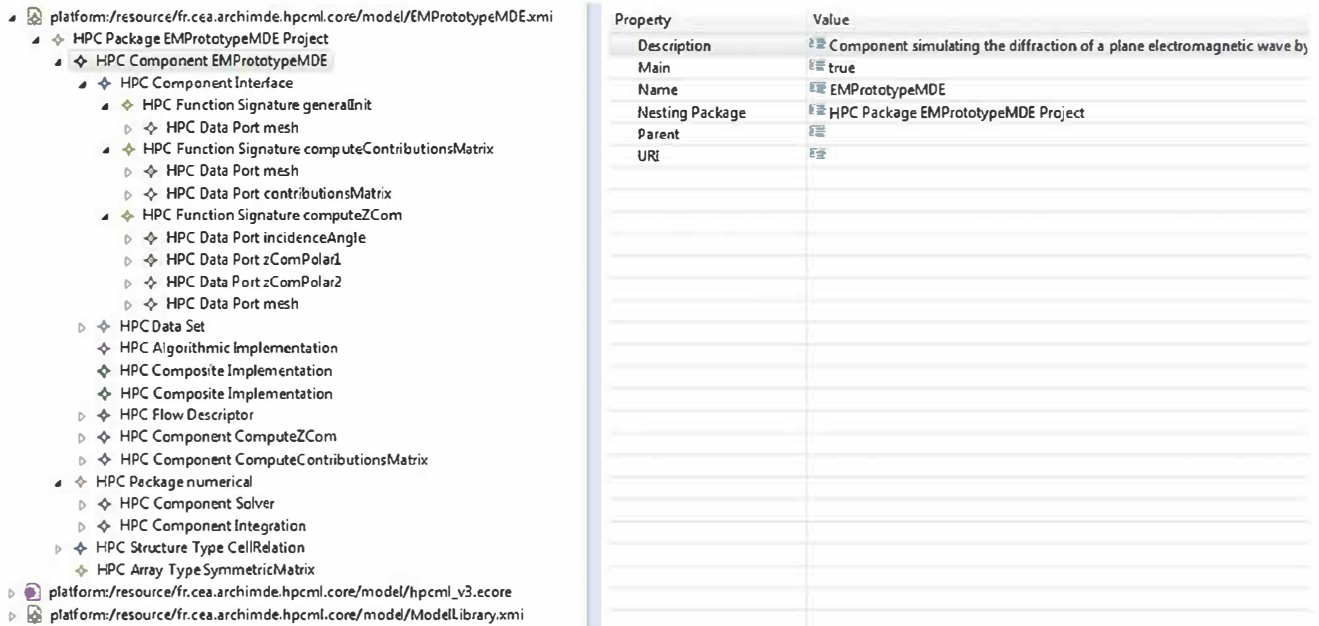 platform:/resource/fr.cea.archimde.hpcml.core/model/EMPrototypeMDE.xmi
HPC Package EMPrototypeMDE Project
HPC Component EMPrototypeMDE
HPC Component Interface
HPC Function Signature generalInit
HPC Data Port mesh
HPC Function Signature computeContributionsMatrix
HPC Data Port mesh
HPC Data Port contributionsMatrix
HPC Function Signature computeZCom
HPC Data Port incidenceAngle
HPC Data Port zComPolar1
HPC Data Port zComPolar2
HPC Data Port mesh
HPC Data Set
HPC Algorithmic Implementation
HPC Composite Implementation
HPC Composite Implementation
HPC Flow Descriptor
HPC Component ComputeZCom
HPC Component ComputeContributionsMatrix
HPC Package numerical
HPC Component Solver
HPC Component Integration
HPC Structure Type CellRelation
HPC Array Type SymmetricMatrix
platform:/resource/fr.cea.archimde.hpcml.core/model/hpcml_v3.ecore
platform:/resource/fr.cea.archimde.hpcml.core/model/ModelLibrary.xmi
Property Value
Description Component simulating the diffraction of a plane electromagnetic wave by
Main true
Name EMPrototypeMDE
Nesting Package HPC Package EMPrototypeMDE Project
Parent
URI